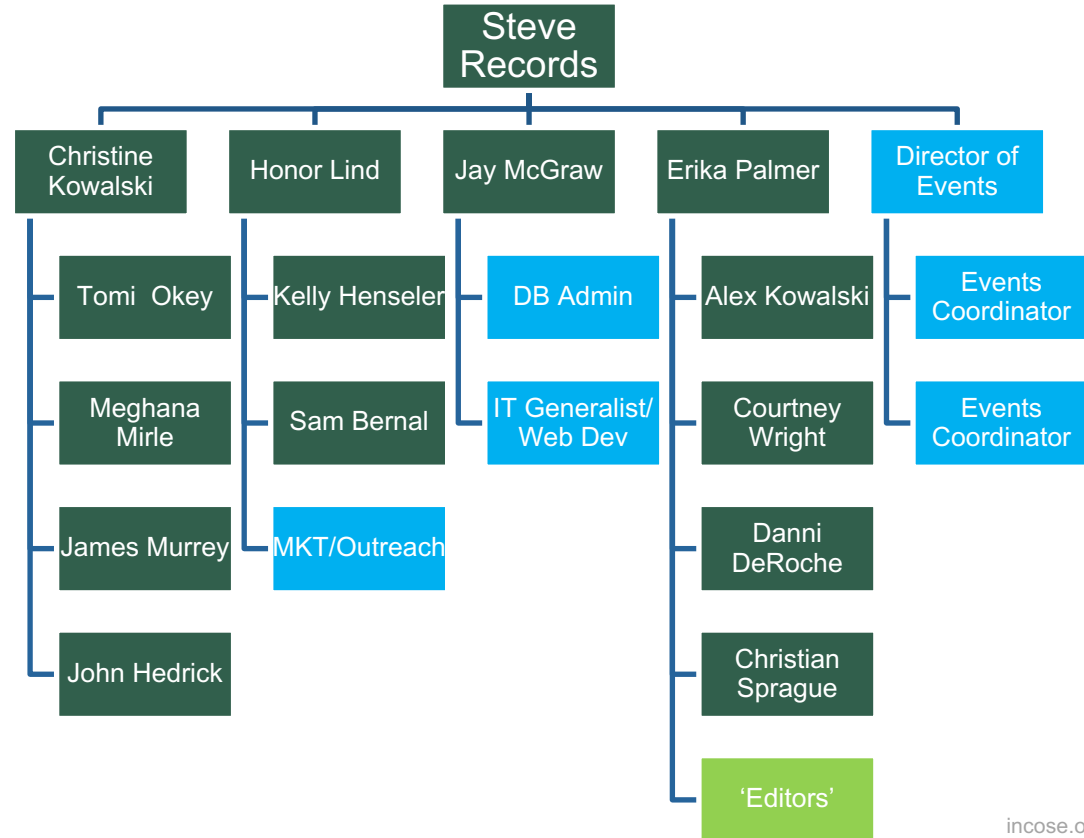 Steve
Records
Christine
Kowalski
Honor Lind
Jay McGraw
Erika Palmer
Director of
Events
Tomi  Okey
Kelly Henseler
DB Admin
Alex Kowalski
Events
Coordinator
Meghana
Mirle
Sam Bernal
IT Generalist/
Web Dev
Courtney
Wright
Events
Coordinator
James Murrey
MKT/Outreach
Danni
DeRoche
John Hedrick
Christian
Sprague
‘Editors’
incose.o